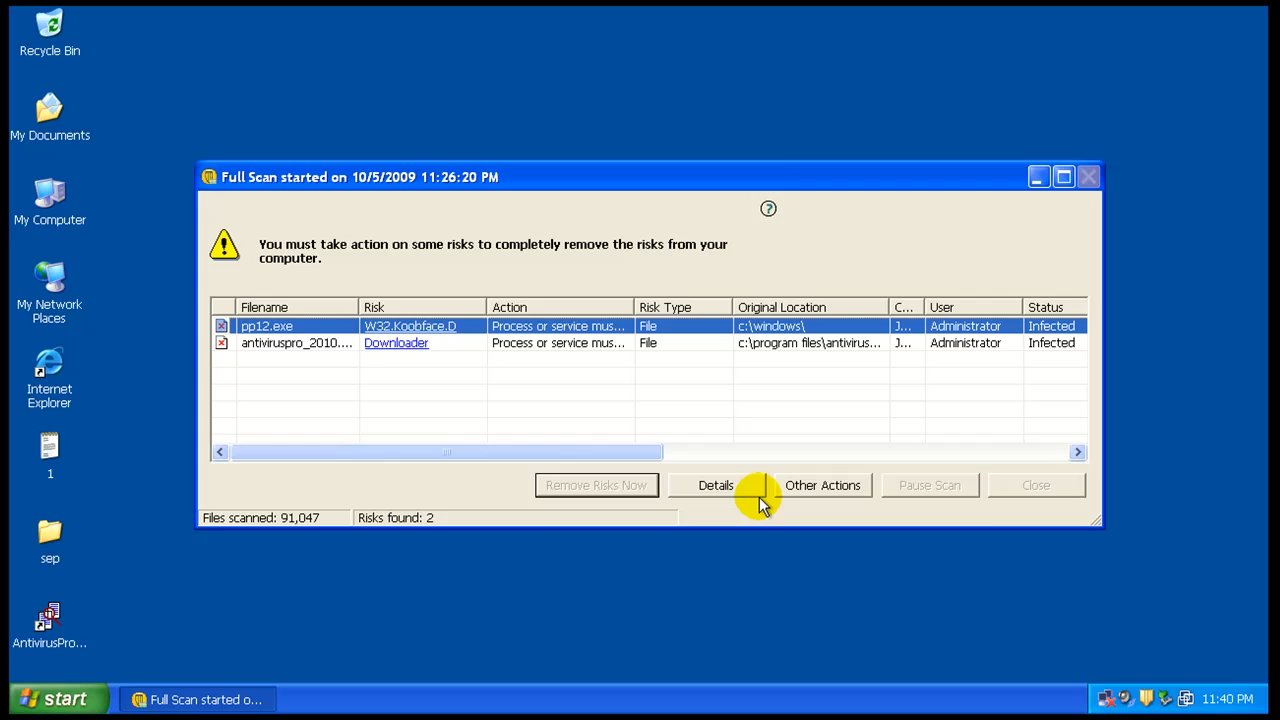 Recycle Bin
My Documents
My Computer
My Network
Places
Internet
Explorer
1
sep
AntivirusPro...
Full Scan started on 10/5/2009 11:26:20 PM
?
You must take action on some risks to completely remove the risks from your
computer.
Filename Risk Action Risk Type Original Location C... User Status
pp12.exe W32.Koobface.D Process or service mus... File c:\windows\ J... Administrator Infected
antiviruspro_2010.... Downloader Process or service mus... File c:\program files\antivirus... J... Administrator Infected
Remove Risks Now Details Other Actions Pause Scan Close
Files scanned: 91,047 Risks found: 2
start Full Scan started o... 11:40 PM